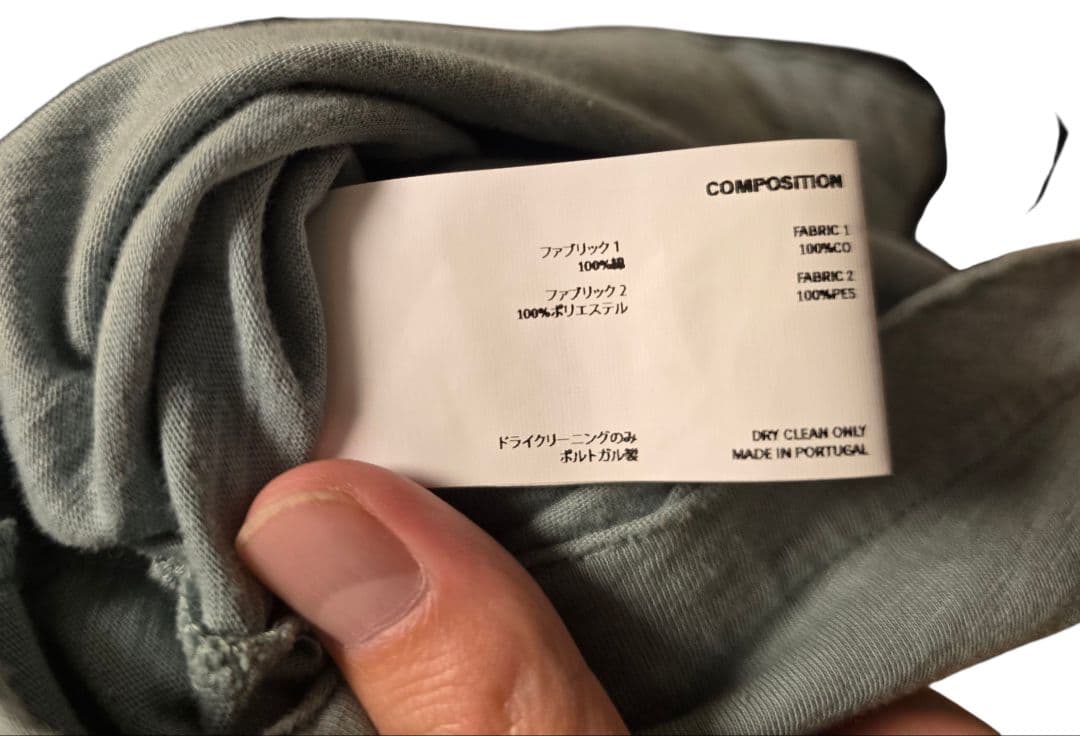 COMPOSITION
ファブリック 1
100%綿
ファブリック 2
100%ポリエステル
FABRIC 1
100%CO
FABRIC 2
100%PES
ドライクリーニングのみ
ポルトガル製
DRY CLEAN ONLY
MADE IN PORTUGAL